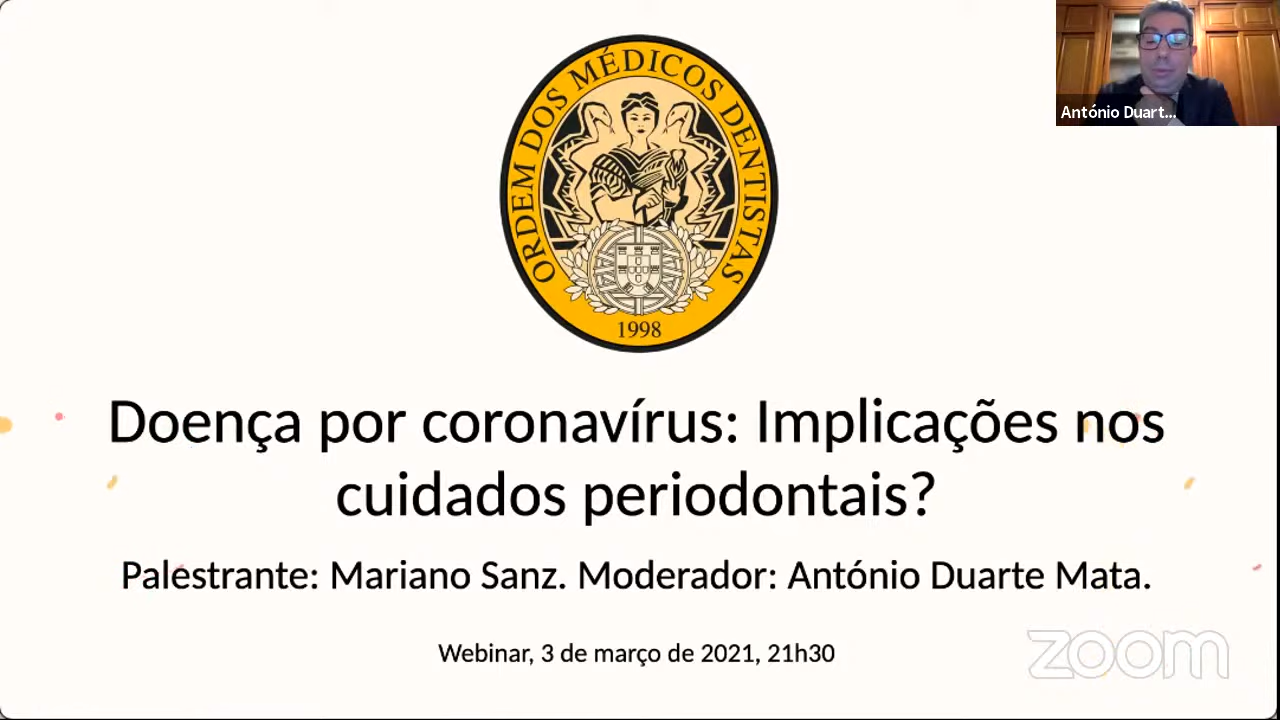 António Duart...
ORDEM DOS MÉDICOS DENTISTAS
1998
Doença por coronavírus: Implicações nos
cuidados periodontais?
Palestrante: Mariano Sanz. Moderador: António Duarte Mata.
Webinar, 3 de março de 2021, 21h30
zoom